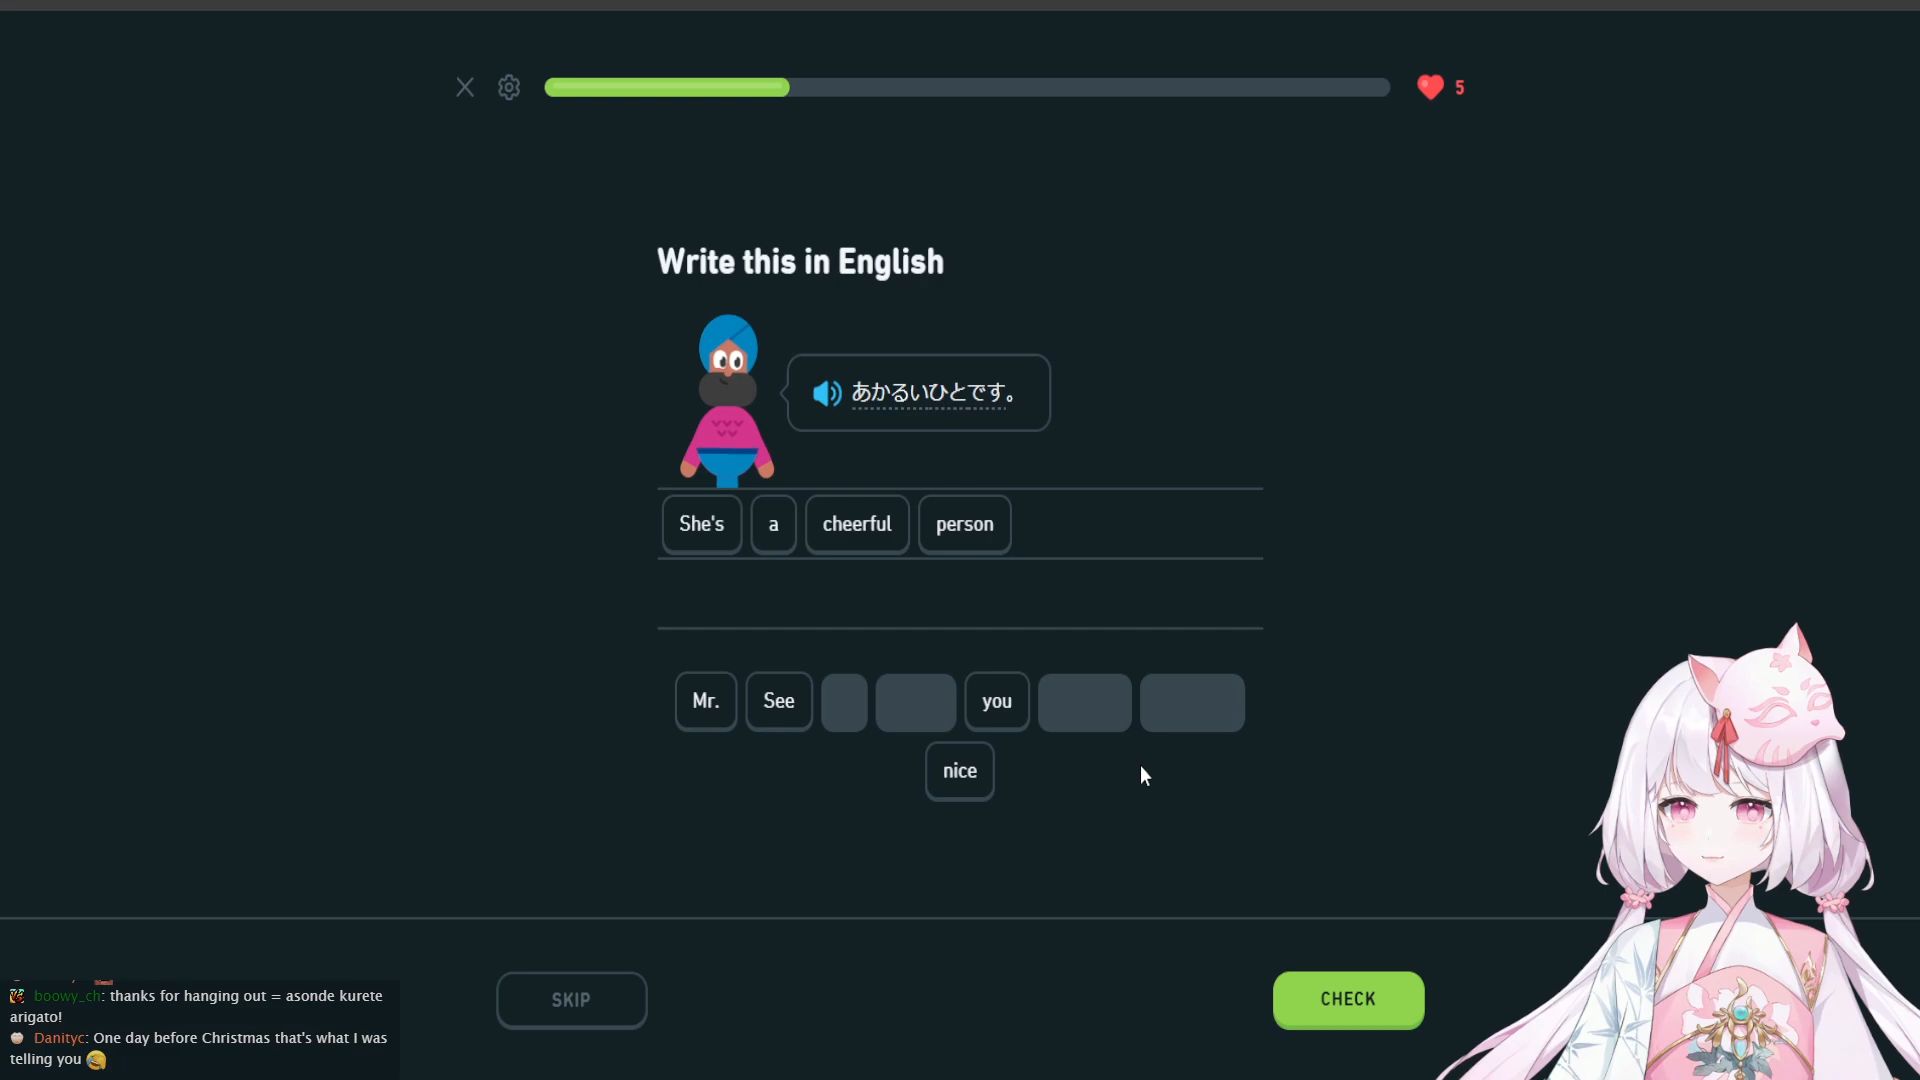 5
Write this in English
あかるいひとです。
She's a cheerful person
Mr. See you
nice
boowy_ch: thanks for hanging out = asonde kurete
arigato!
Danityc: One day before Christmas that's what I was
telling you
SKIP
CHECK